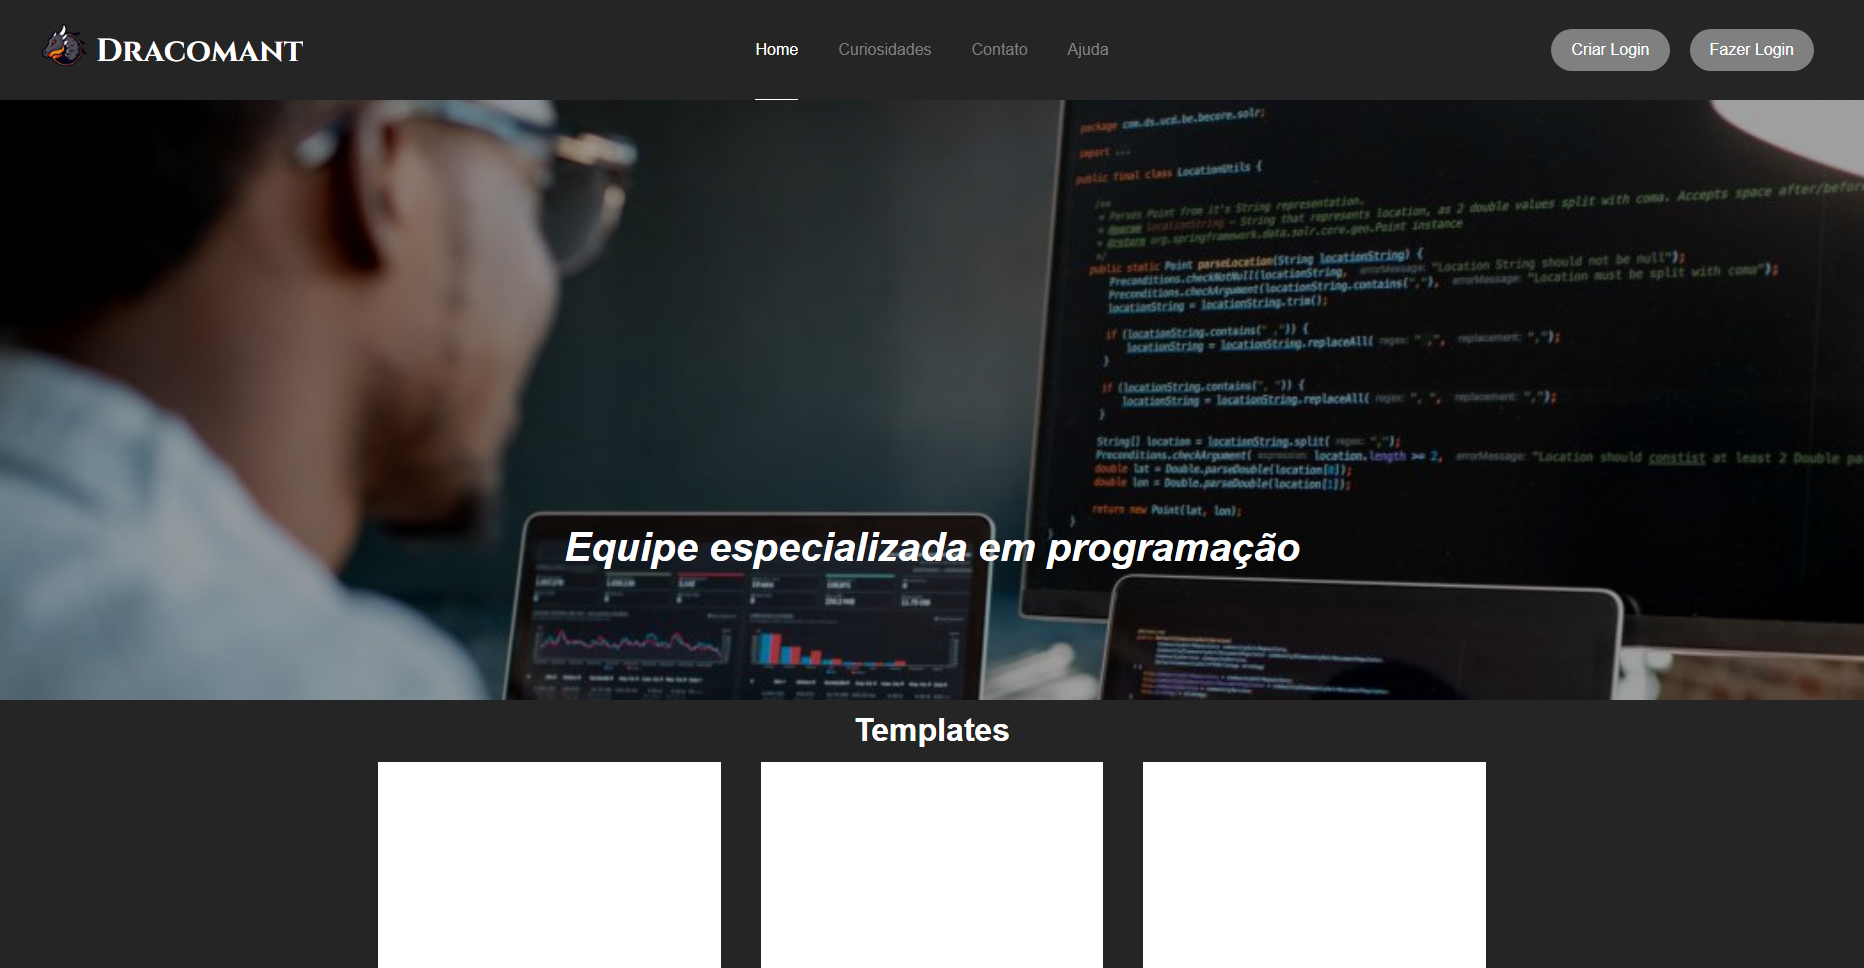 DRACOMANT
Home
Curiosidades
Contato
Ajuda
Criar Login
Fazer Login
package com.ds.ucd.be.becore.solr;
import ...
public final class LocationUtils {
/**
* Parses Point from it's String representation.
* @param locationString - String that represents location, as 2 double values split with coma. Accepts space after/befor
* @return org.springframework.data.solr.core.geo.Point instance
*/
public static Point parseLocation(String locationString) {
Preconditions.checkNotNull(locationString, errorMessage: "Location String should not be null");
Preconditions.checkArgument(locationString.contains(","), errorMessage: "Location must be split with coma");
locationString = locationString.trim();
if (locationString.contains(" ,")) {
locationString = locationString.replaceAll( regex: " ,", replacement: ",");
}
if (locationString.contains(", ")) {
locationString = locationString.replaceAll( regex: ", ", replacement: ",");
}
String[] location = locationString.split( regex: ",");
Preconditions.checkArgument( expression: location.length >= 2, errorMessage: "Location should constist at least 2 Double pa
double lat = Double.parseDouble(location[0]);
double lon = Double.parseDouble(location[1]);
return new Point(lat, lon);
}
}
Equipe especializada em programação
Templates